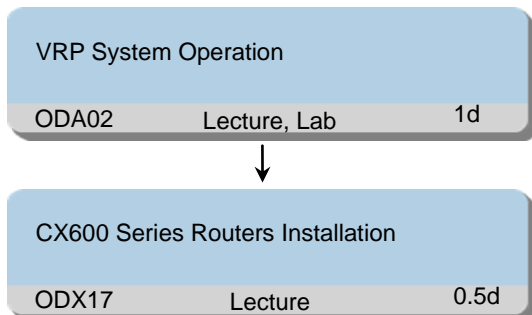 VRP System Operation
ODA02 Lecture, Lab 1d
CX600 Series Routers Installation
ODX17 Lecture 0.5d